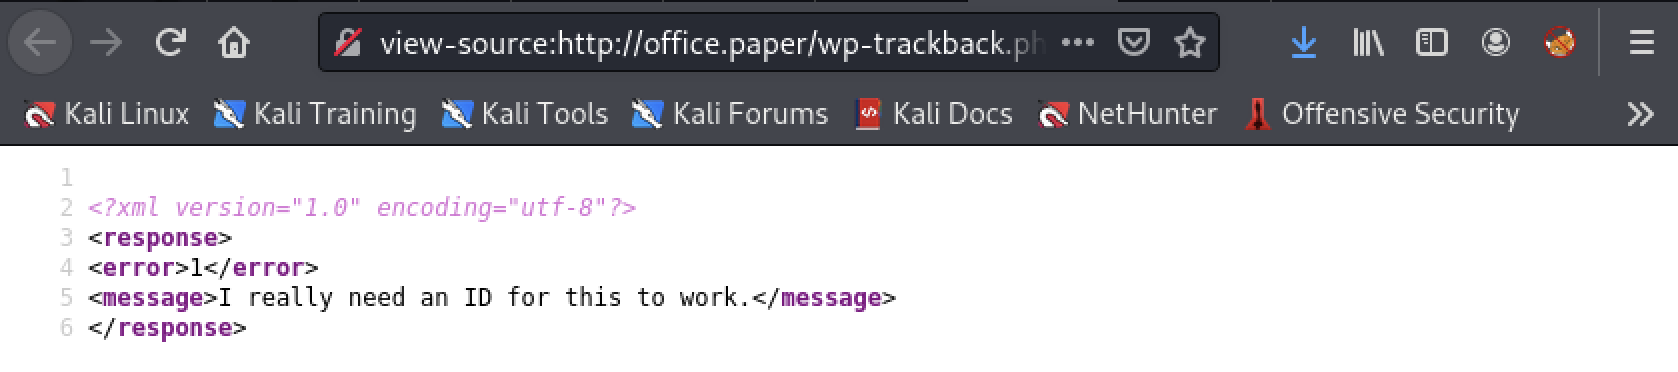 view-source:http://office.paper/wp-trackback.ph
Kali Linux Kali Training Kali Tools Kali Forums Kali Docs NetHunter Offensive Security
1
2 <?xml version="1.0" encoding="utf-8"?>
3 <response>
4 <error>1</error>
5 <message>I really need an ID for this to work.</message>
6 </response>